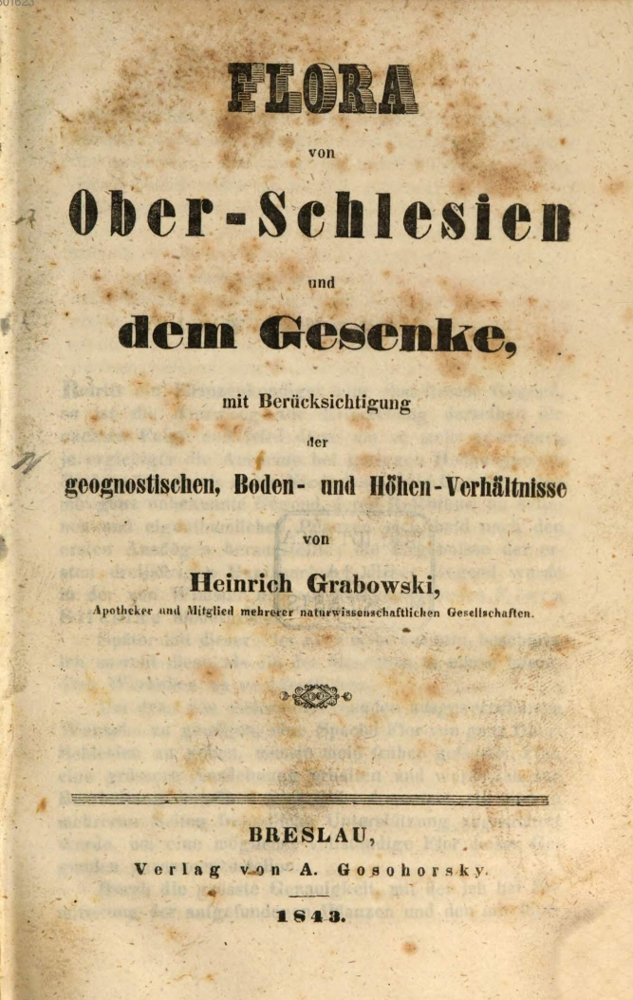 FLORA
von
Ober-Schlesien
und
dem Gesenke,
mit Berücksichtigung
der
geognostischen, Boden- und Höhen-Verhältnisse
von
Heinrich Grabowski,
Apotheker und Mitglied mehrerer naturwissenschaftlichen Gesellschaften.
BRESLAU,
Verlag von A. Gosohorsky.
1843.